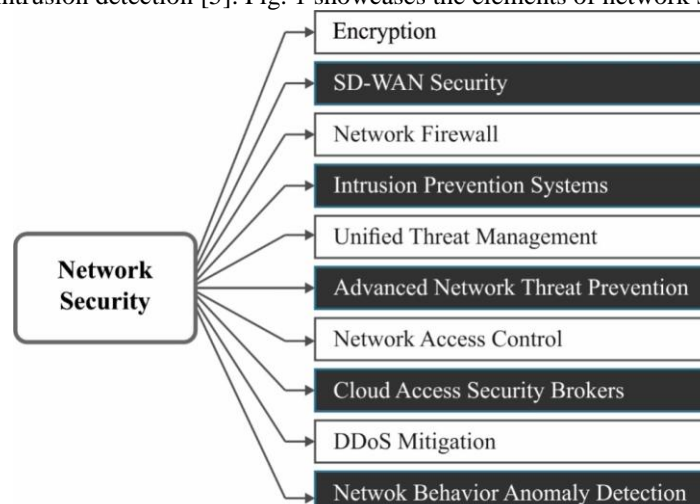 intrusion detection [3]. Fig. 1 showcases the elements of network
Encryption
SD-WAN Security
Network Firewall
Intrusion Prevention Systems
Unified Threat Management
Network
Security
Advanced Network Threat Prevention
Network Access Control
Cloud Access Security Brokers
DDoS Mitigation
Netwok Behavior Anomaly Detection